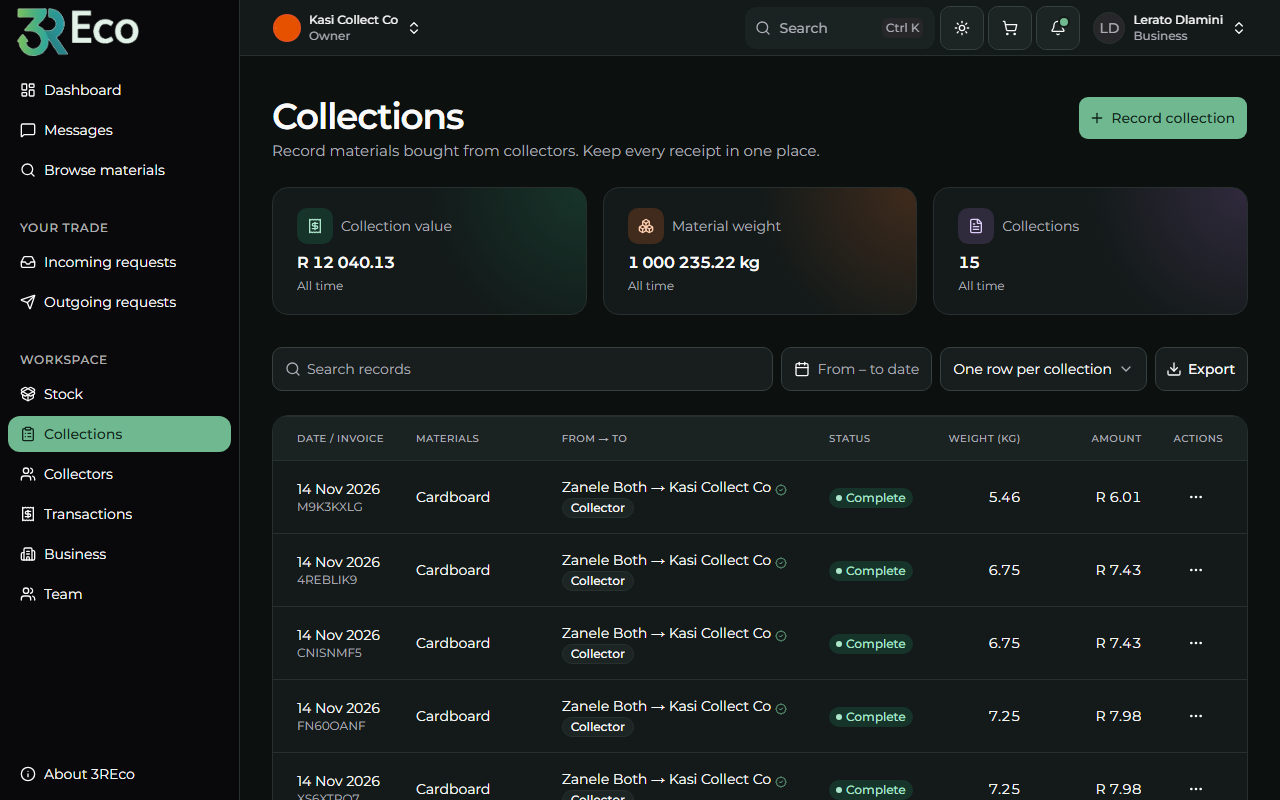 3R Eco
Dashboard
Messages
Browse materials
YOUR TRADE
Incoming requests
Outgoing requests
WORKSPACE
Stock
Collections
Collectors
Transactions
Business
Team
About 3REco
Kasi Collect Co
Owner
Search Ctrl K
LD
Lerato Dlamini
Business
Collections
Record materials bought from collectors. Keep every receipt in one place.
+ Record collection
Collection value
R 12 040.13
All time
Material weight
1 000 235.22 kg
All time
Collections
15
All time
Search records
From – to date
One row per collection
Export
DATE / INVOICE MATERIALS FROM → TO STATUS WEIGHT (KG) AMOUNT ACTIONS
14 Nov 2026
M9K3KXLG
Cardboard
Zanele Both → Kasi Collect Co
Collector
Complete
5.46
R 6.01
14 Nov 2026
4REBLIK9
Cardboard
Zanele Both → Kasi Collect Co
Collector
Complete
6.75
R 7.43
14 Nov 2026
CNISNMF5
Cardboard
Zanele Both → Kasi Collect Co
Collector
Complete
6.75
R 7.43
14 Nov 2026
FN60OANF
Cardboard
Zanele Both → Kasi Collect Co
Collector
Complete
7.25
R 7.98
14 Nov 2026
Cardboard
Zanele Both → Kasi Collect Co
Collector
Complete
7.25
R 7.98